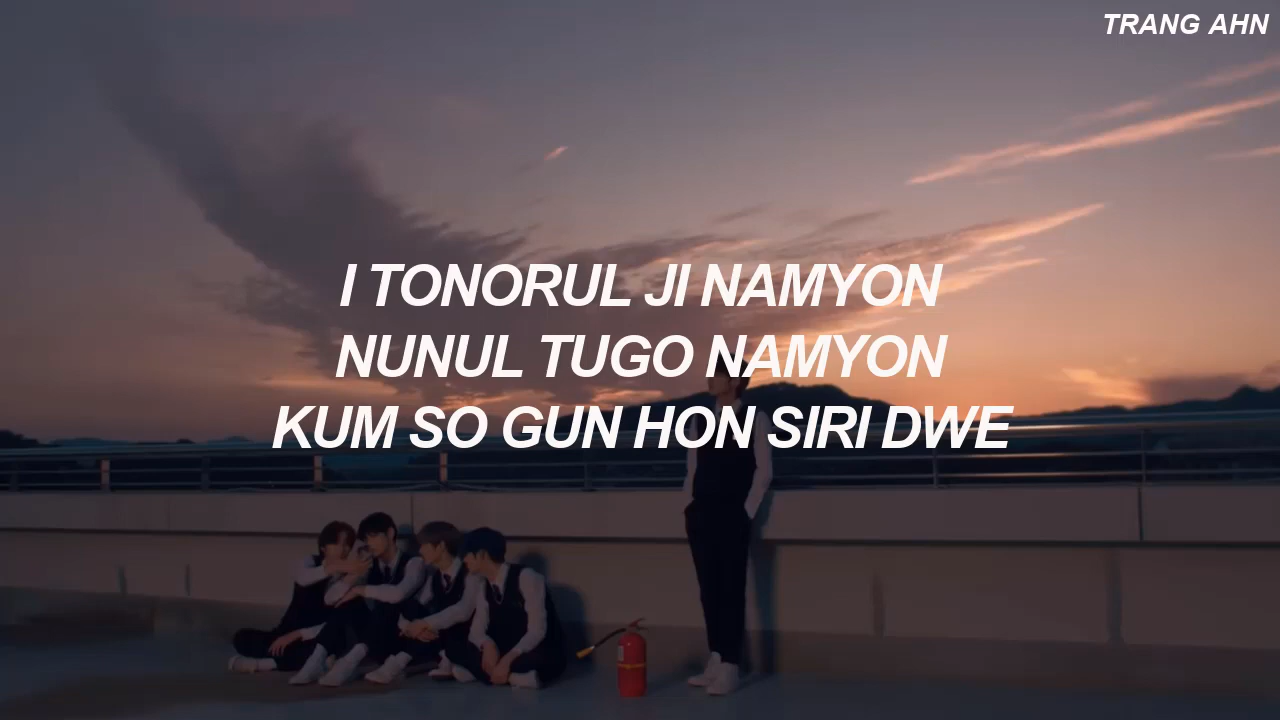 TRANG AHN
I TONORUL JI NAMYON
NUNUL TUGO NAMYON
KUM SO GUN HON SIRI DWE